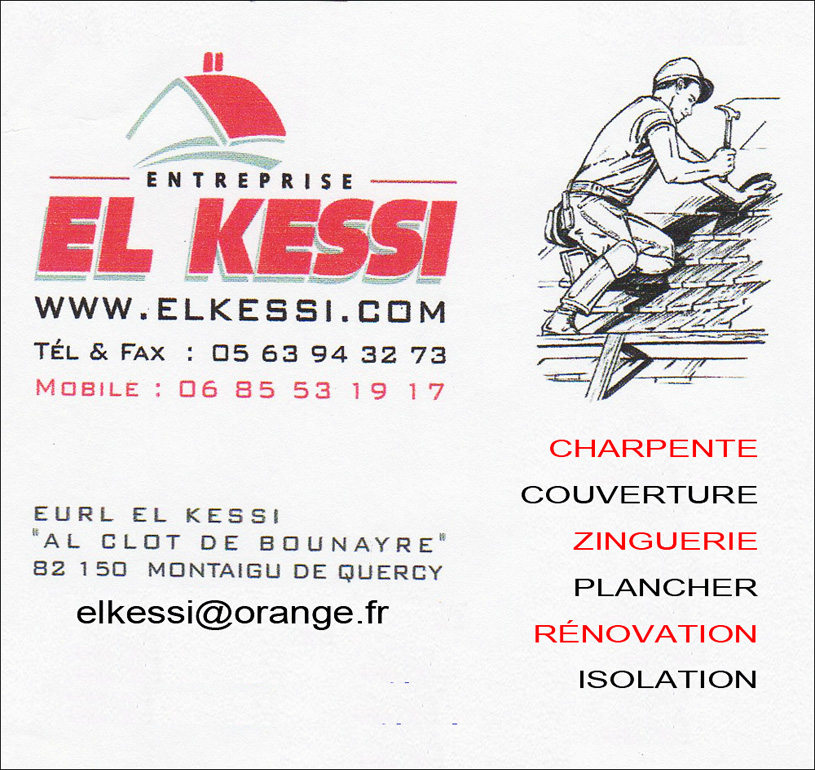 ENTREPRISE
EL KESSI
WWW.ELKESSI.COM
TÉL & FAX : 05 63 94 32 73
MOBILE : 06 85 53 19 17
EURL EL KESSI
"AL CLOT DE BOUNAYRE"
82 150 MONTAIGU DE QUERCY
elkessi@orange.fr
CHARPENTE
COUVERTURE
ZINGUERIE
PLANCHER
RÉNOVATION
ISOLATION